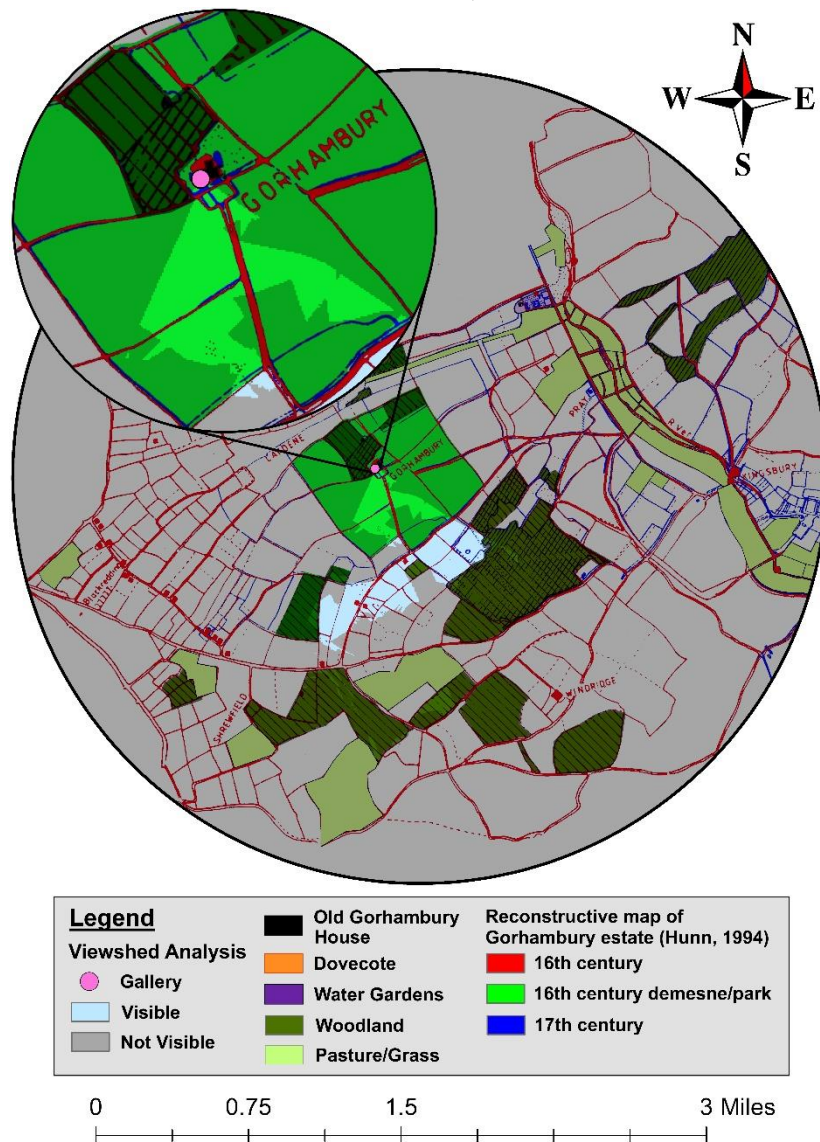 N
W
E
S
GORHAMBURY
LALDENE
GORHAMBURY
PRAY
R.Ver
KINGSBURY
SHREWFIELD
WINDRIDGE
Legend
Viewshed Analysis
Gallery
Visible
Not Visible
Old Gorhambury
House
Dovecote
Water Gardens
Woodland
Pasture/Grass
Reconstructive map of
Gorhambury estate (Hunn, 1994)
16th century
16th century demesne/park
17th century
0
0.75
1.5
3 Miles